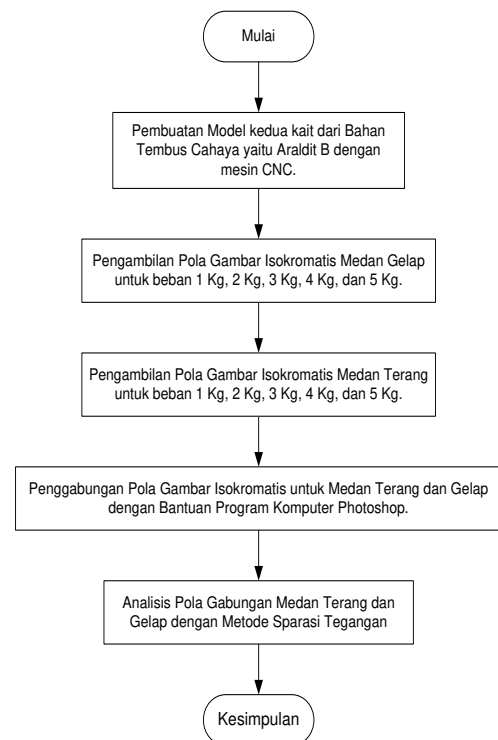 Mulai
Pembuatan Model kedua kait dari Bahan
Tembus Cahaya yaitu Araldit B dengan
mesin CNC.
Pengambilan Pola Gambar Isokromatis Medan Gelap
untuk beban 1 Kg, 2 Kg, 3 Kg, 4 Kg, dan 5 Kg.
Pengambilan Pola Gambar Isokromatis Medan Terang
untuk beban 1 Kg, 2 Kg, 3 Kg, 4 Kg, dan 5 Kg.
Penggabungan Pola Gambar Isokromatis untuk Medan Terang dan Gelap
dengan Bantuan Program Komputer Photoshop.
Analisis Pola Gabungan Medan Terang dan
Gelap dengan Metode Sparasi Tegangan
Kesimpulan